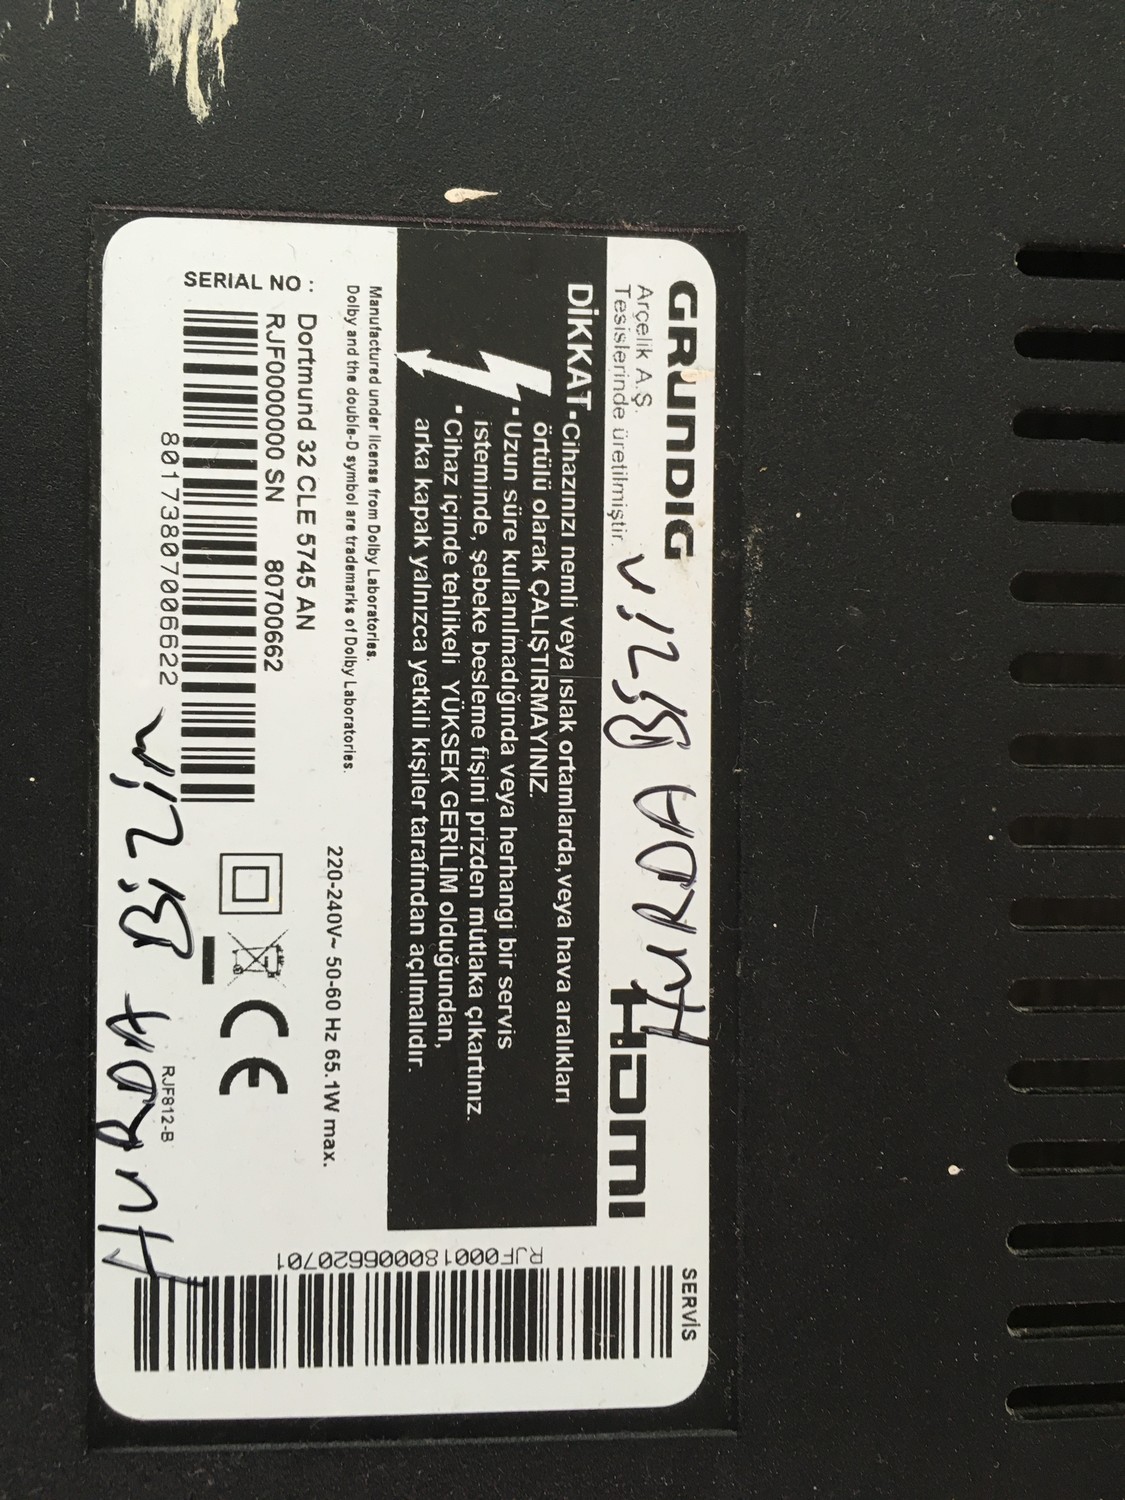 GRUNDIG
Arçelik A.Ş.
Tesislerinde üretilmiştir.
HDMI
DİKKAT
•Cihazınızı nemli veya ıslak ortamlarda,veya hava aralıkları
örtülü olarak ÇALIŞTIRMAYINIZ.
•Uzun süre kullanılmadığında veya herhangi bir servis
isteminde, şebeke besleme fişini prizden mutlaka çıkartınız.
•Cihaz içinde tehlikeli YÜKSEK GERİLİM olduğundan,
arka kapak yalnızca yetkili kişiler tarafından açılmalıdır.
Manufactured under license from Dolby Laboratories.
Dolby and the double-D symbol are trademarks of Dolby Laboratories.
220-240V~ 50-60 Hz 65.1W max.
Dortmund 32 CLE 5745 AN
RJF000000 SN 80700662
SERIAL NO :
80173807006622
CE
RJF812-B
HURDA
SERVİS
RJF0001800066620701